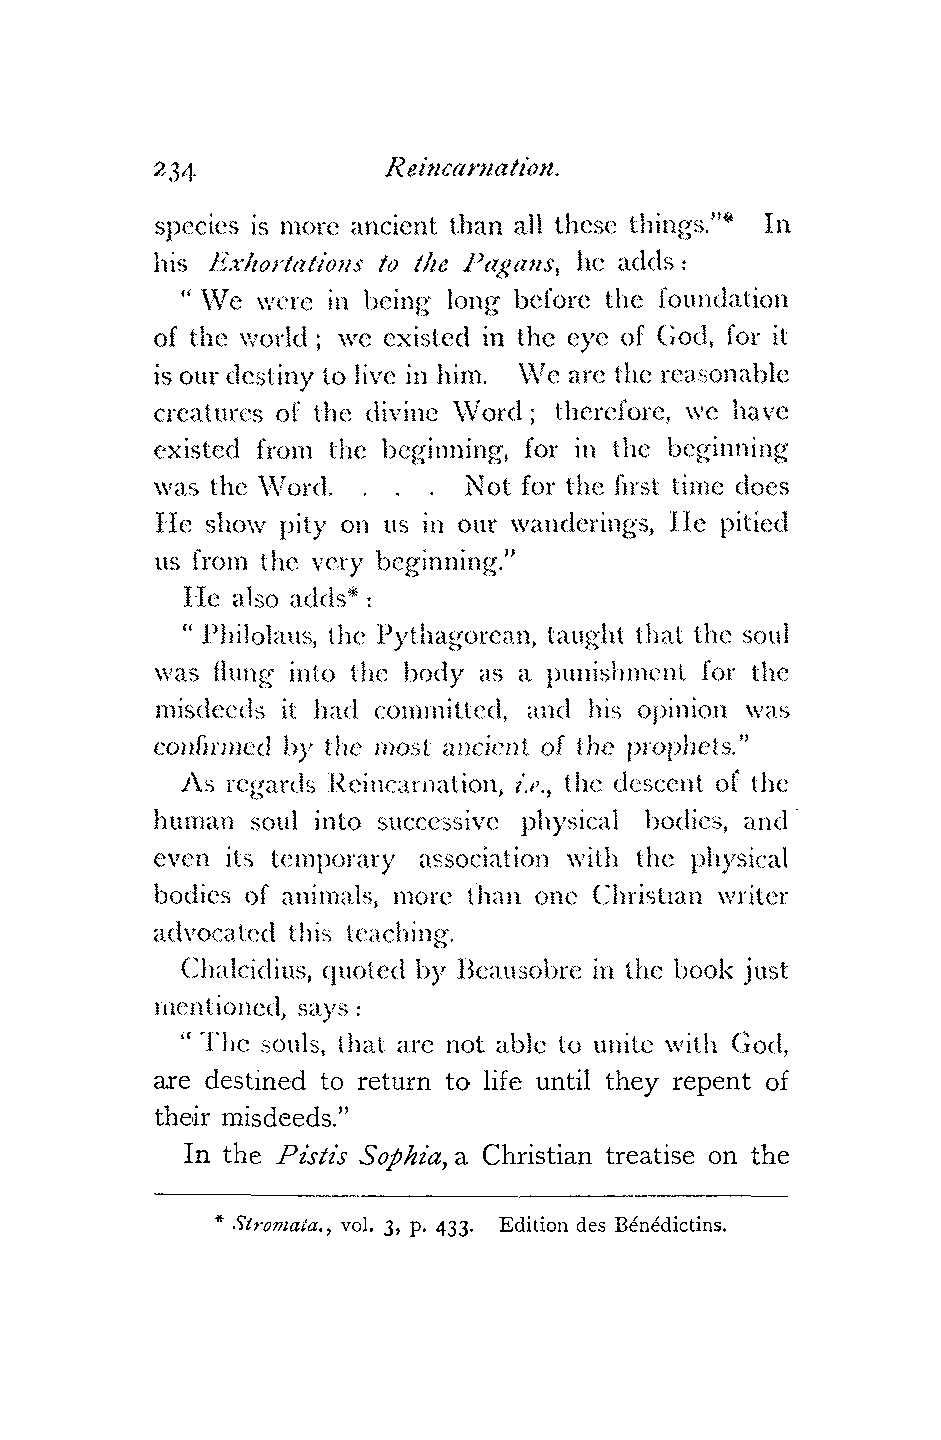 234 Reincarnation.
species is more ancient than all these things."* In
his Exhortations to the Pagans, he adds:
" We were in being long before the foundation
of the world ; we existed in the eye of God, for it
is our destiny to live in him. We are the reasonable
creatures of the divine Word ; therefore, we have
existed from the beginning, for in the beginning
was the Word. . . . Not for the first time does
He show pity on us in our wanderings, He pitied
us from the very beginning."
He also adds* :
" Philolaus, the Pythagorean, taught that the soul
was flung into the body as a punishment for the
misdeeds it had committed, and his opinion was
confirmed by the most ancient of the prophets."
As regards Reincarnation, i.e., the descent of the
human soul into successive physical bodies, and
even its temporary association with the physical
bodies of animals, more than one Christian writer
advocated this teaching.
Chalcidius, quoted by Beausobre in the book just
mentioned, says :
" The souls, that are not able to unite with God,
are destined to return to life until they repent of
their misdeeds."
In the Pistis Sophia, a Christian treatise on the
* Stromata., vol. 3, p. 433. Edition des Bénédictins.